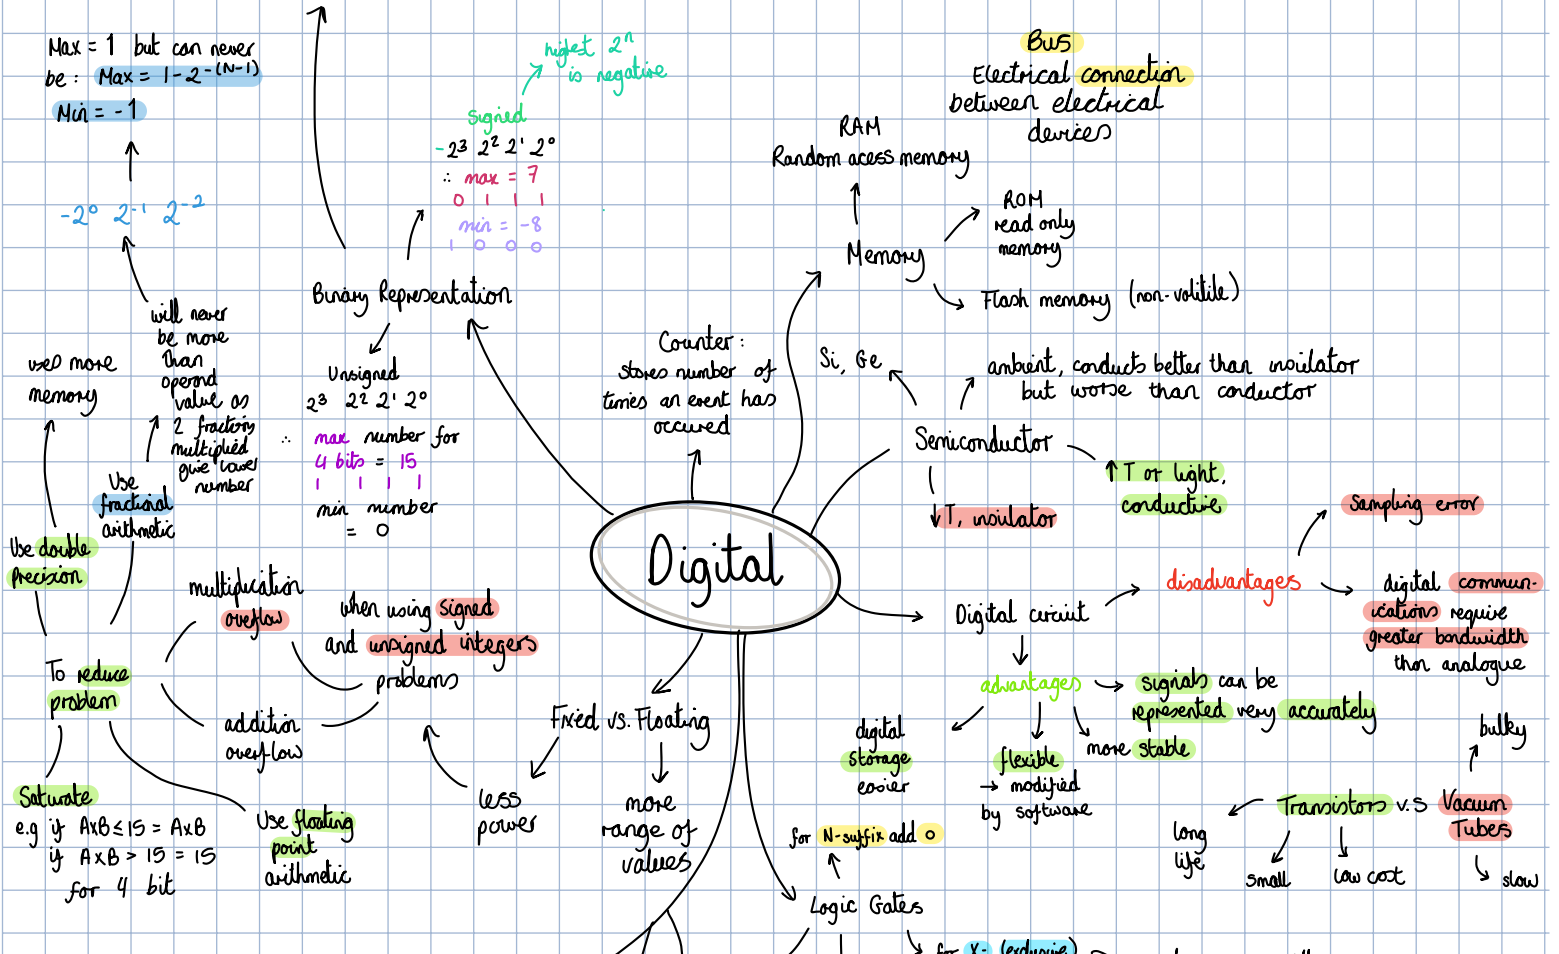 Max = 1 but can never
be : Max = 1-2^-(N-1)
Min = -1
-2⁰ 2⁻¹ 2⁻²
will never
be more
than
operand
value as
2 fractions
multiplied
give lower
number
uses more
memory
Use
fractional
arithmetic
Use double
Precision
To reduce
problem
Saturate
e.g if AxB≤15 = AxB
if AxB > 15 = 15
for 4 bit
Use floating
point
arithmetic
multiplication
overflow
addition
overflow
when using signed
and unsigned integers
problems
highest 2ⁿ
is negative
signed
-2³ 2² 2¹ 2⁰
∴ max = 7
0 1 1 1
min = -8
1 0 0 0
Binary Representation
Unsigned
2³ 2² 2¹ 2⁰
∴ max number for
4 bits = 15
1 1 1 1
min number
= 0
Counter :
stores number of
times an event has
occured
Digital
Fixed vs. Floating
less
power
more
range of
values
Bus
Electrical connection
between electrical
devices
RAM
Random acess memory
ROM
read only
memory
Memory
Flash memory (non-volitile)
Si, Ge
ambient, conducts better than insulator
but worse than conductor
Semiconductor
↑ T or light,
conductive
↓T, insulator
Sampling error
disadvantages
digital commun-
ications require
greater bandwidth
than analogue
Digital circuit
advantages
signals can be
represented very accurately
more stable
digital
storage
easier
flexible
→ modified
by software
bulky
Transistors v.s Vacuum
Tubes
long
life
small
low cost
slow
for N-suffix add o
Logic Gates
for X- (exclusive)